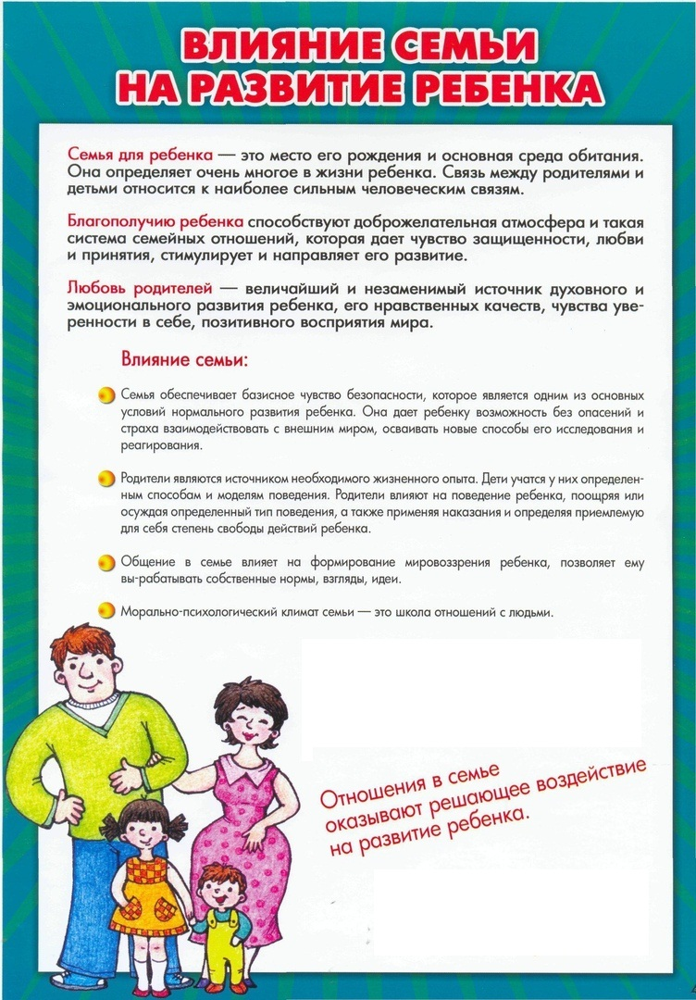 ВЛИЯНИЕ СЕМЬИ
НА РАЗВИТИЕ РЕБЕНКА
Семья для ребенка — это место его рождения и основная среда обитания.
Она определяет очень многое в жизни ребенка. Связь между родителями и
детьми относится к наиболее сильным человеческим связям.
Благополучию ребенка способствуют доброжелательная атмосфера и такая
система семейных отношений, которая дает чувство защищенности, любви
и принятия, стимулирует и направляет его развитие.
Любовь родителей — величайший и незаменимый источник духовного и
эмоционального развития ребенка, его нравственных качеств, чувства уве-
ренности в себе, позитивного восприятия мира.
Влияние семьи:
Семья обеспечивает базисное чувство безопасности, которое является одним из основных
условий нормального развития ребенка. Она дает ребенку возможность без опасений и
страха взаимодействовать с внешним миром, осваивать новые способы его исследования и
реагирования.
Родители являются источником необходимого жизненного опыта. Дети учатся у них определен-
ным способам и моделям поведения. Родители влияют на поведение ребенка, поощряя или
осуждая определенный тип поведения, а также применяя наказания и определяя приемлемую
для себя степень свободы действий ребенка.
Общение в семье влияет на формирование мировоззрения ребенка, позволяет ему
вы-рабатывать собственные нормы, взгляды, идеи.
Морально-психологический климат семьи — это школа отношений с людьми.
Отношения в семье
оказывают решающее воздействие
на развитие ребенка.